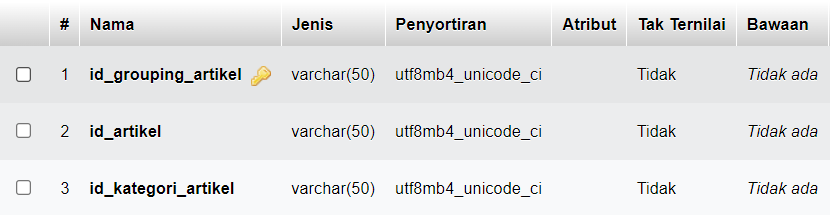 # Nama Jenis Penyortiran Atribut Tak Ternilai Bawaan
1 id_grouping_artikel varchar(50) utf8mb4_unicode_ci Tidak Tidak ada
2 id_artikel varchar(50) utf8mb4_unicode_ci Tidak Tidak ada
3 id_kategori_artikel varchar(50) utf8mb4_unicode_ci Tidak Tidak ada